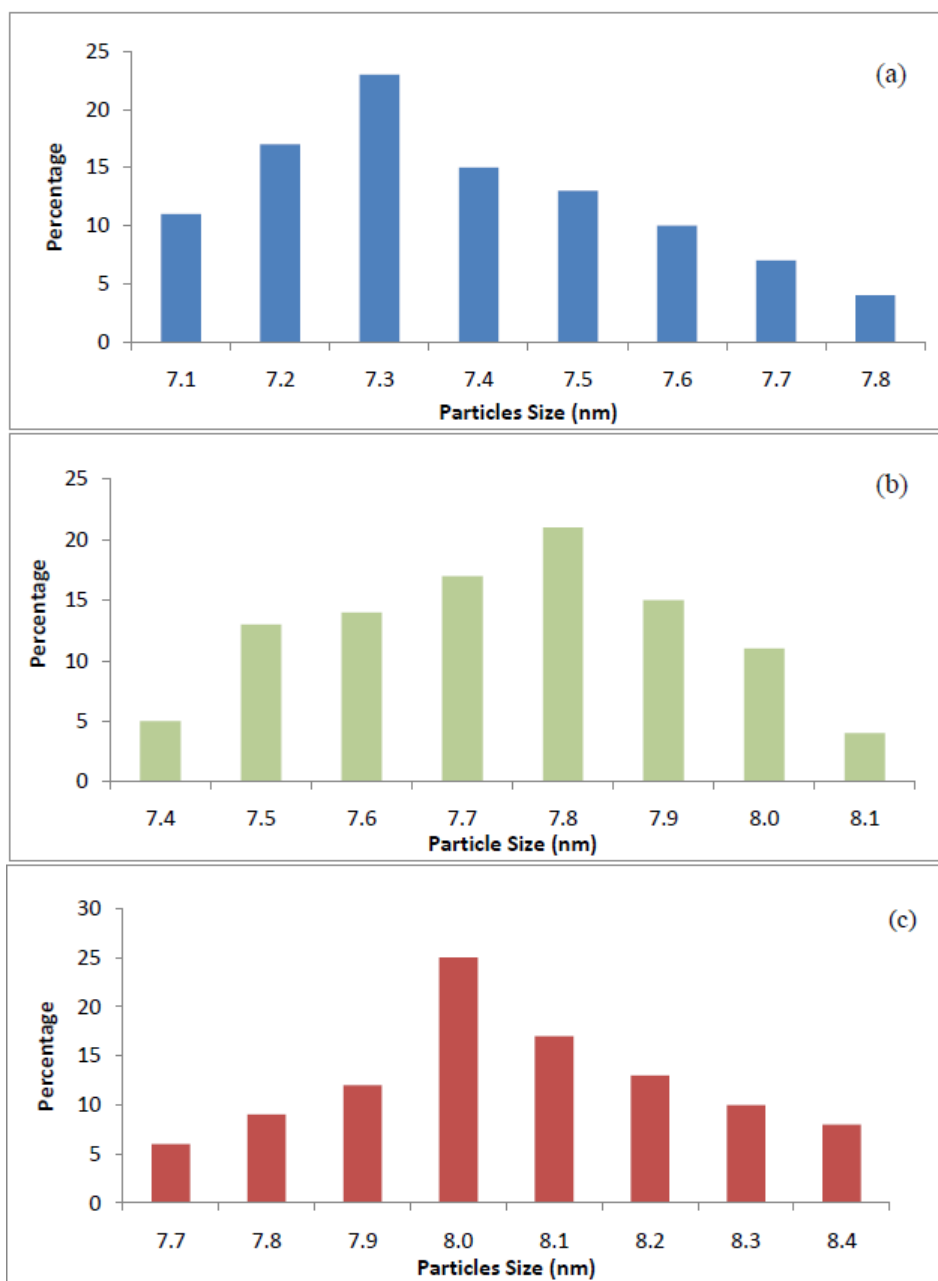 (a)
25
20
15
10
5
0
Percentage
7.1 7.2 7.3 7.4 7.5 7.6 7.7 7.8
Particles Size (nm)
(b)
25
20
15
10
5
0
Percentage
7.4 7.5 7.6 7.7 7.8 7.9 8.0 8.1
Particle Size (nm)
(c)
30
25
20
15
10
5
0
Percentage
7.7 7.8 7.9 8.0 8.1 8.2 8.3 8.4
Particles Size (nm)